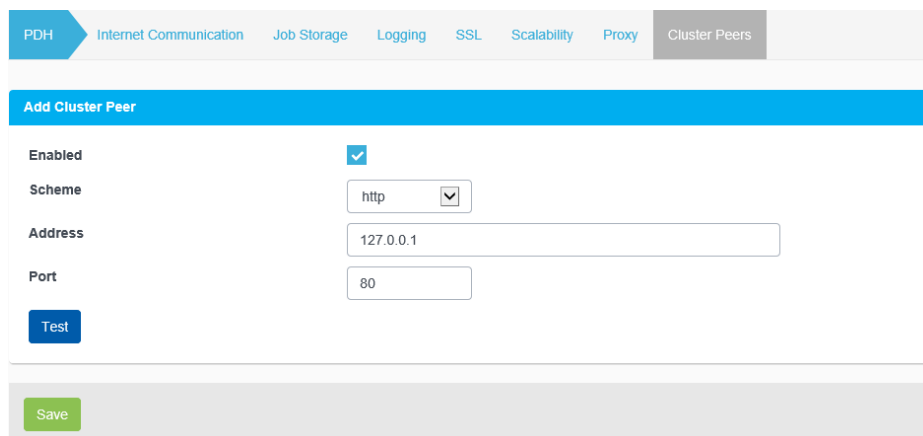 PDH Internet Communication Job Storage Logging SSL Scalability Proxy Cluster Peers
Add Cluster Peer
Enabled
Scheme http
Address 127.0.0.1
Port 80
Test
Save